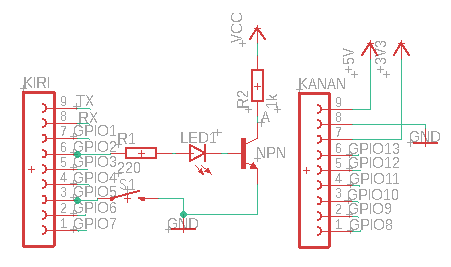 VCC
KIRI
9 TX
8 RX
7 GPIO1
6 GPIO2
5 GPIO3
4 GPIO4
3 GPIO5
2 GPIO6
1 GPIO7
R1
220
S1
LED1
R2
1k
A
NPN
GND
KANAN
+5V
+3V3
9
8
7
6 GPIO13
5 GPIO12
4 GPIO11
3 GPIO10
2 GPIO9
1 GPIO8
GND